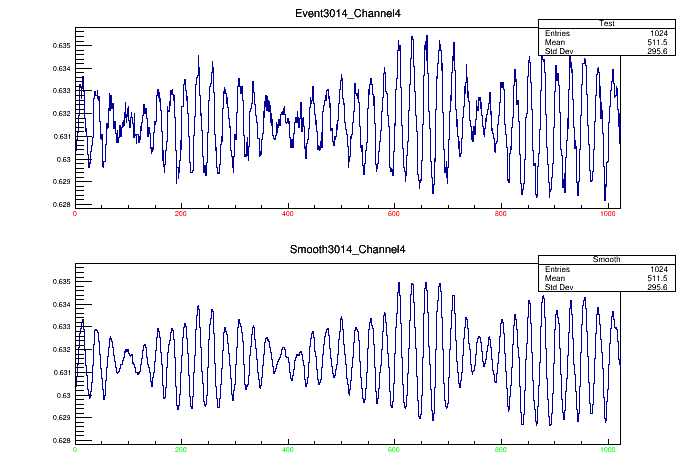 Event3014_Channel4
Test
Entries 1024
Mean 511.5
Std Dev 295.6
0.635
0.634
0.633
0.632
0.631
0.63
0.629
0.628
0 200 400 600 800 1000
Smooth3014_Channel4
Smooth
Entries 1024
Mean 511.5
Std Dev 295.6
0.635
0.634
0.633
0.632
0.631
0.63
0.629
0.628
0 200 400 600 800 1000